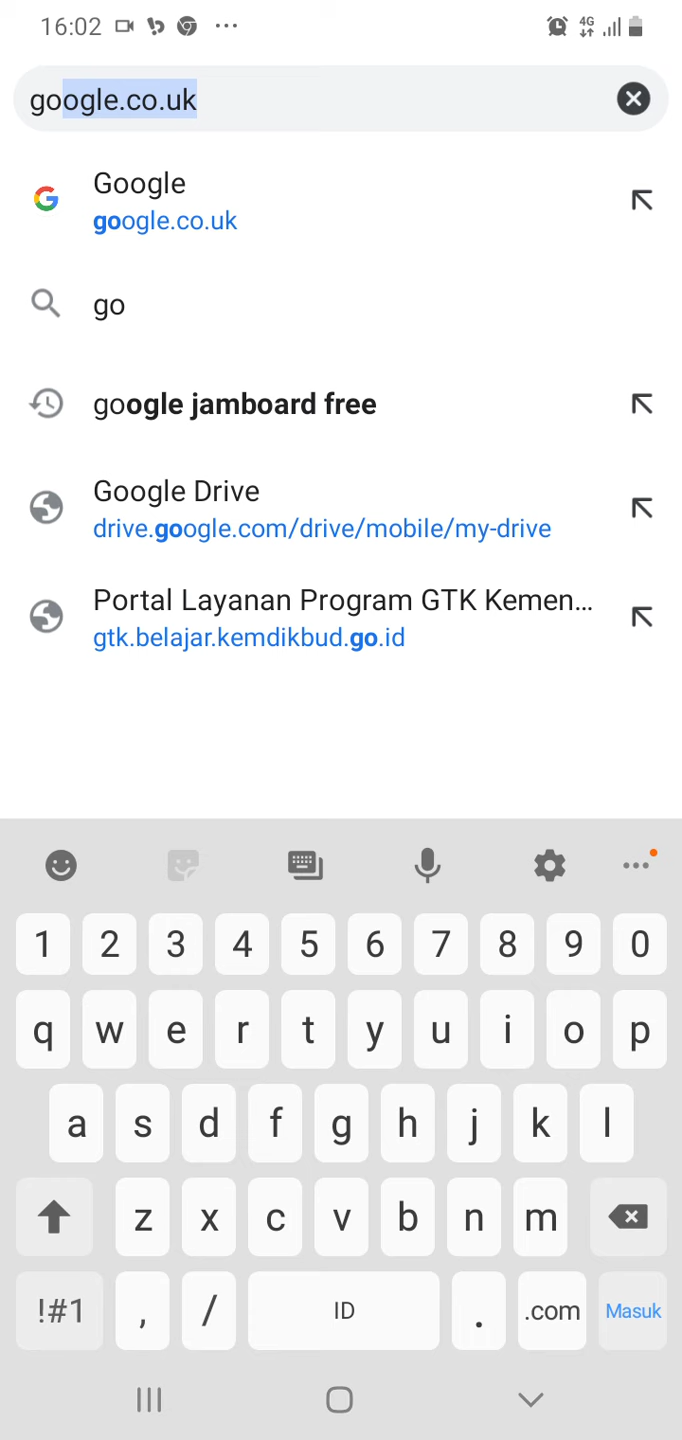 16:02
4G
google.co.uk
Google
google.co.uk
go
google jamboard free
Google Drive
drive.google.com/drive/mobile/my-drive
Portal Layanan Program GTK Kemen...
gtk.belajar.kemdikbud.go.id
1 2 3 4 5 6 7 8 9 0
q w e r t y u i o p
a s d f g h j k l
z x c v b n m
!#1 , / ID . .com Masuk